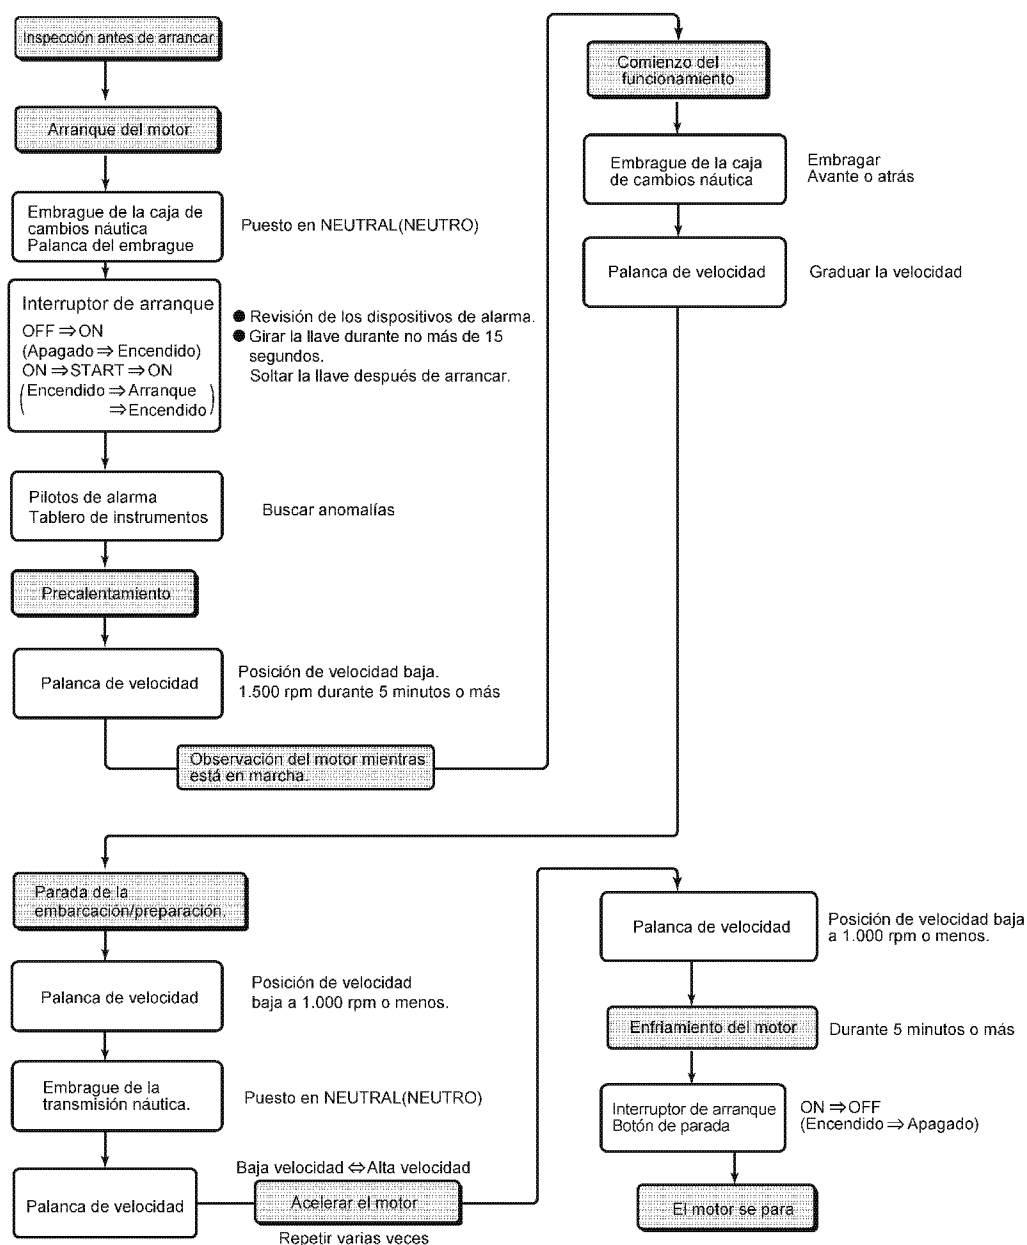 Inspección antes de arrancar
Arranque del motor
Embrague de la caja de
cambios náutica
Palanca del embrague
Puesto en NEUTRAL(NEUTRO)
Interruptor de arranque
OFF ⇒ ON
(Apagado ⇒ Encendido)
ON ⇒ START ⇒ ON
(Encendido ⇒ Arranque
⇒ Encendido)
● Revisión de los dispositivos de alarma.
● Girar la llave durante no más de 15
segundos.
Soltar la llave después de arrancar.
Pilotos de alarma
Tablero de instrumentos
Buscar anomalías
Precalentamiento
Palanca de velocidad
Posición de velocidad baja.
1.500 rpm durante 5 minutos o más
Observación del motor mientras
está en marcha.
Comienzo del
funcionamiento
Embrague de la caja
de cambios náutica
Embragar
Avante o atrás
Palanca de velocidad
Graduar la velocidad
Parada de la
embarcación/preparación.
Palanca de velocidad
Posición de velocidad
baja a 1.000 rpm o menos.
Embrague de la
transmisión náutica.
Puesto en NEUTRAL(NEUTRO)
Palanca de velocidad
Baja velocidad ⇔ Alta velocidad
Acelerar el motor
Repetir varias veces
Palanca de velocidad
Posición de velocidad baja
a 1.000 rpm o menos.
Enfriamiento del motor
Durante 5 minutos o más
Interruptor de arranque
Botón de parada
ON ⇒ OFF
(Encendido ⇒ Apagado)
El motor se para